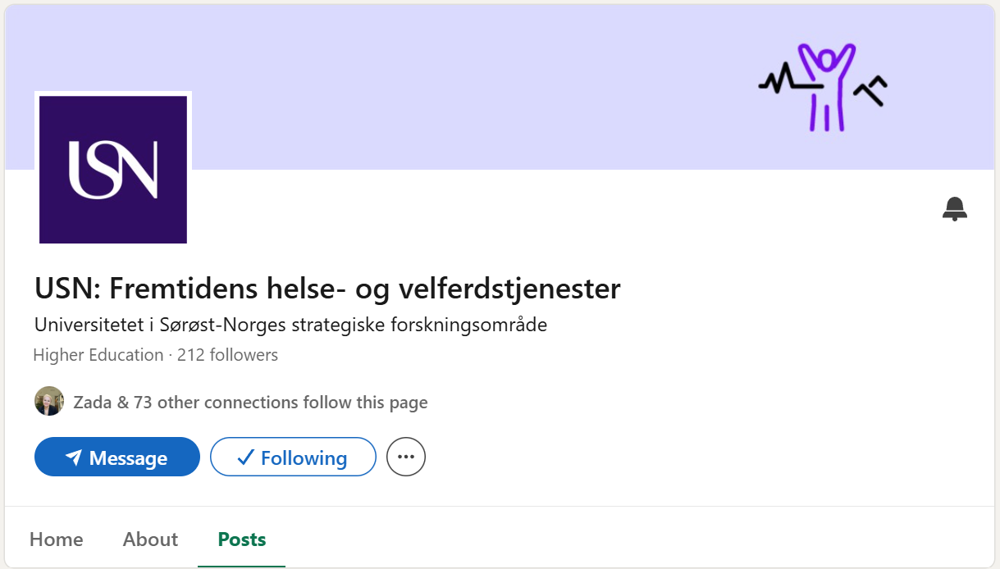 USN
USN: Fremtidens helse- og velferdstjenester
Universitetet i Sørøst-Norges strategiske forskningsområde
Higher Education · 212 followers
Zada & 73 other connections follow this page
Message
Following
Home
About
Posts